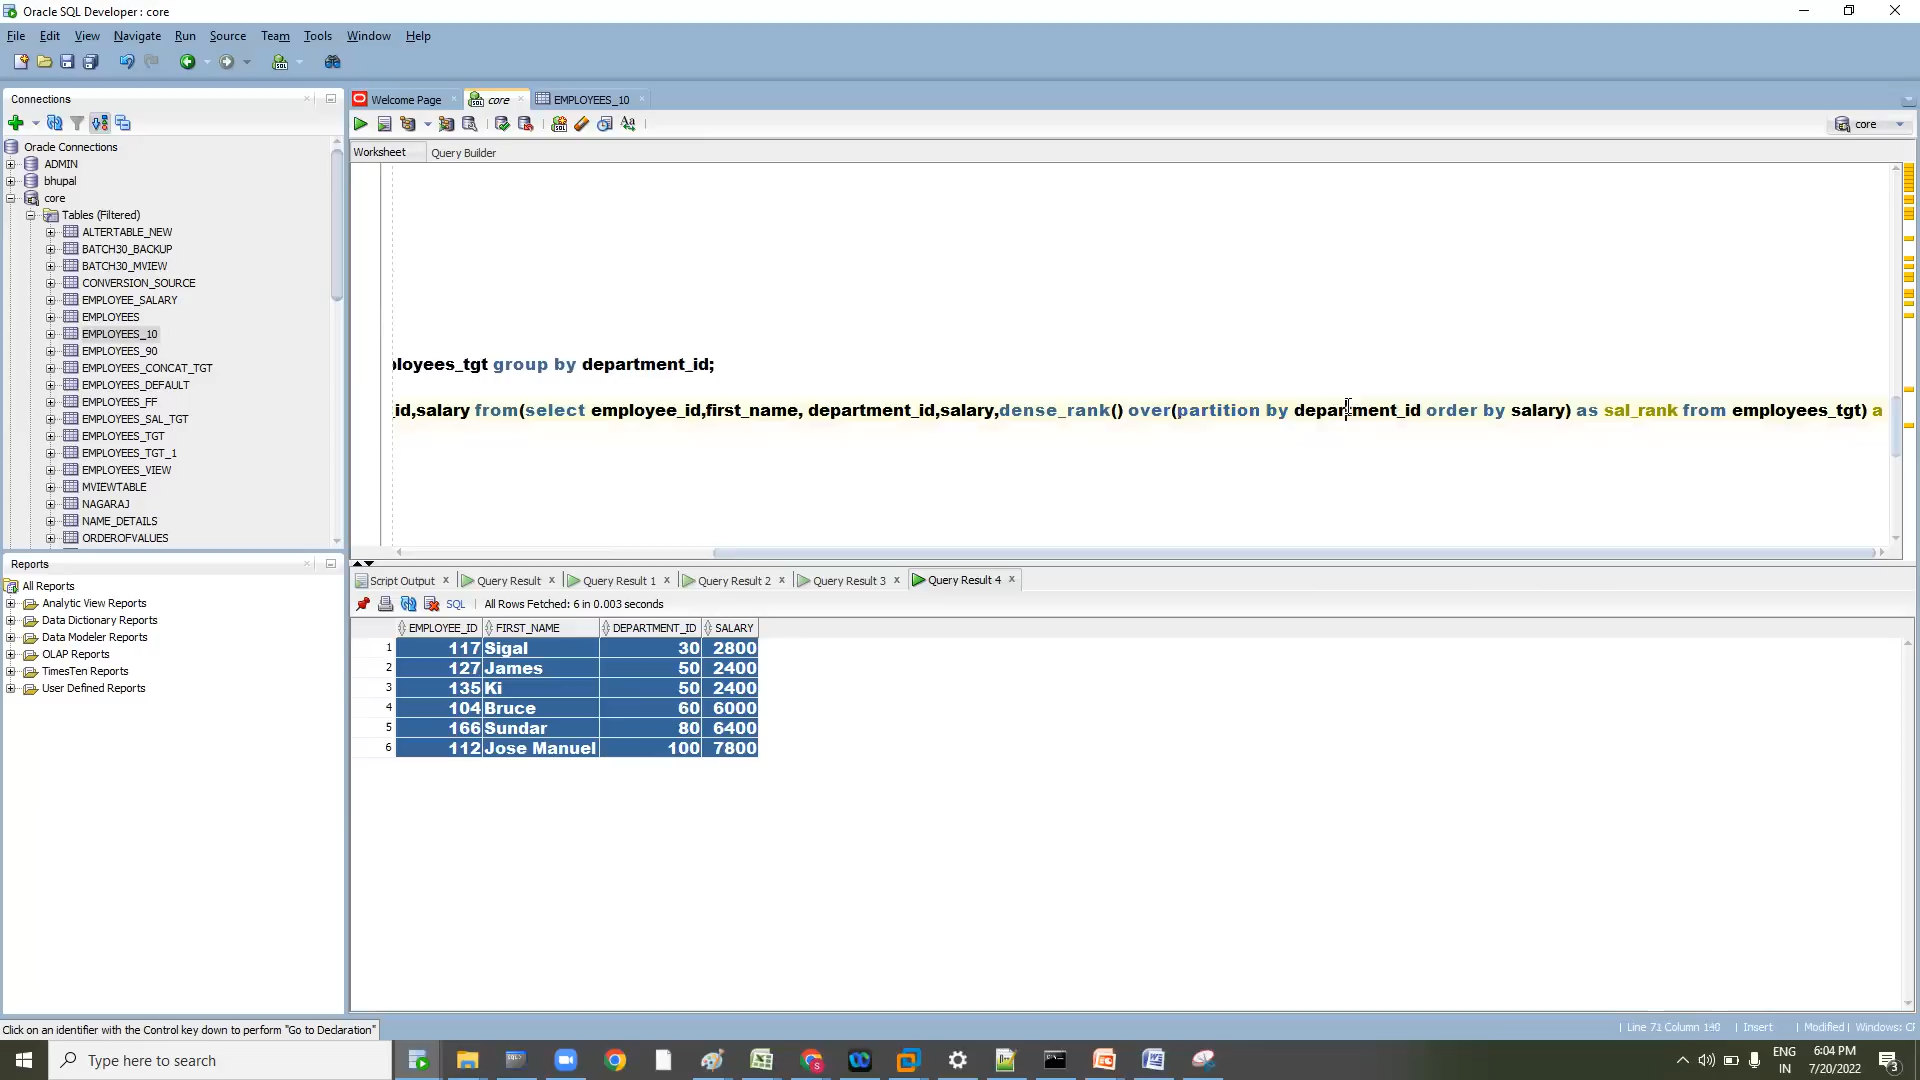 Oracle SQL Developer : core
File Edit View Navigate Run Source Team Tools Window Help
Connections
Welcome Page
core
EMPLOYEES_10
core
Worksheet
Query Builder
Oracle Connections
ADMIN
bhupal
core
Tables (Filtered)
ALTERTABLE_NEW
BATCH30_BACKUP
BATCH30_MVIEW
CONVERSION_SOURCE
EMPLOYEE_SALARY
EMPLOYEES
EMPLOYEES_10
EMPLOYEES_90
EMPLOYEES_CONCAT_TGT
EMPLOYEES_DEFAULT
EMPLOYEES_FF
EMPLOYEES_SAL_TGT
EMPLOYEES_TGT
EMPLOYEES_TGT_1
EMPLOYEES_VIEW
MVIEWTABLE
NAGARAJ
NAME_DETAILS
ORDEROFVALUES
ployees_tgt group by department_id;
_id,salary from(select employee_id,first_name, department_id,salary,dense_rank() over(partition by department_id order by salary) as sal_rank from employees_tgt) a
Reports
All Reports
Analytic View Reports
Data Dictionary Reports
Data Modeler Reports
OLAP Reports
TimesTen Reports
User Defined Reports
Script Output Query Result Query Result 1 Query Result 2 Query Result 3 Query Result 4
SQL All Rows Fetched: 6 in 0.003 seconds
EMPLOYEE_ID FIRST_NAME DEPARTMENT_ID SALARY
1 117 Sigal 30 2800
2 127 James 50 2400
3 135 Ki 50 2400
4 104 Bruce 60 6000
5 166 Sundar 80 6400
6 112 Jose Manuel 100 7800
Click on an identifier with the Control key down to perform "Go to Declaration"
Line 71 Column 140 Insert Modified Windows: CF
Type here to search
ENG
IN
6:04 PM
7/20/2022
3